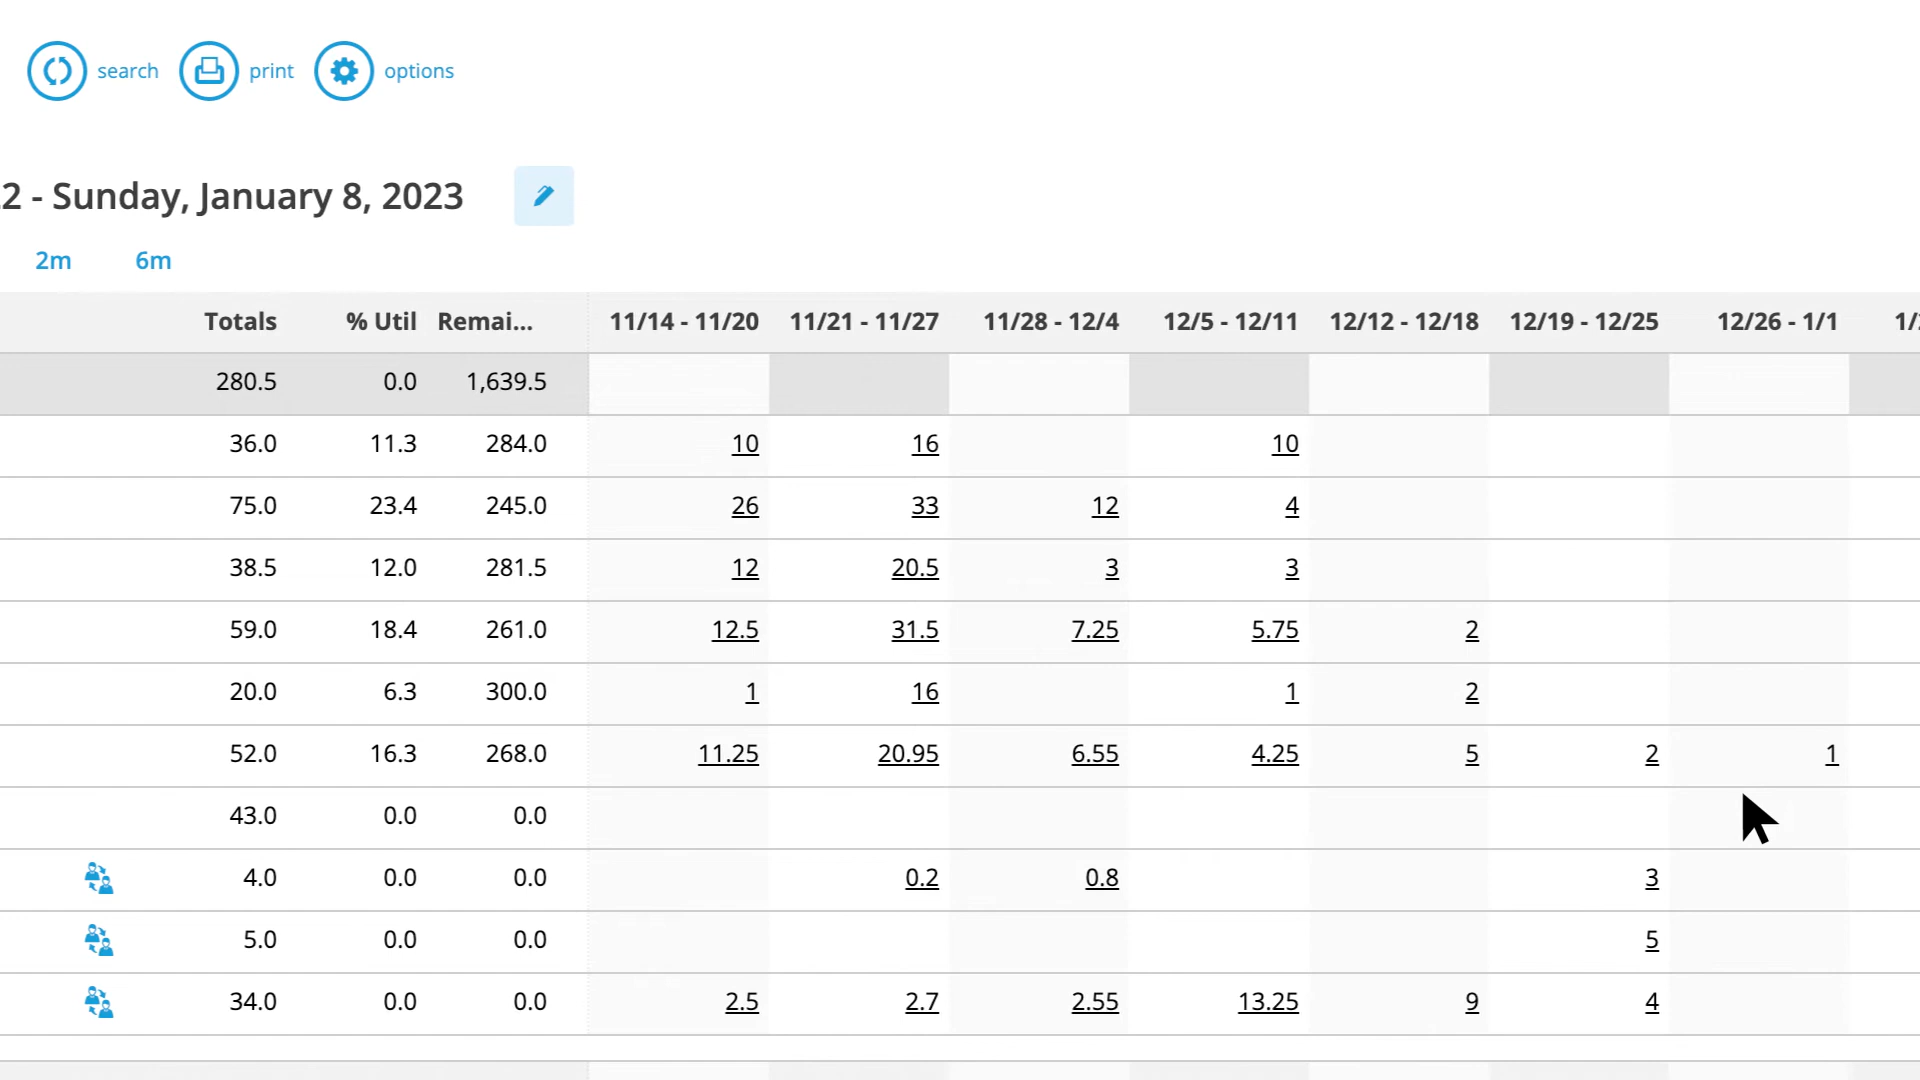 search print options
2 - Sunday, January 8, 2023
2m 6m
Totals % Util Remai... 11/14 - 11/20 11/21 - 11/27 11/28 - 12/4 12/5 - 12/11 12/12 - 12/18 12/19 - 12/25 12/26 - 1/1 1/
280.5 0.0 1,639.5
36.0 11.3 284.0 10 16 10
75.0 23.4 245.0 26 33 12 4
38.5 12.0 281.5 12 20.5 3 3
59.0 18.4 261.0 12.5 31.5 7.25 5.75 2
20.0 6.3 300.0 1 16 1 2
52.0 16.3 268.0 11.25 20.95 6.55 4.25 5 2 1
43.0 0.0 0.0
4.0 0.0 0.0 0.2 0.8 3
5.0 0.0 0.0 5
34.0 0.0 0.0 2.5 2.7 2.55 13.25 9 4